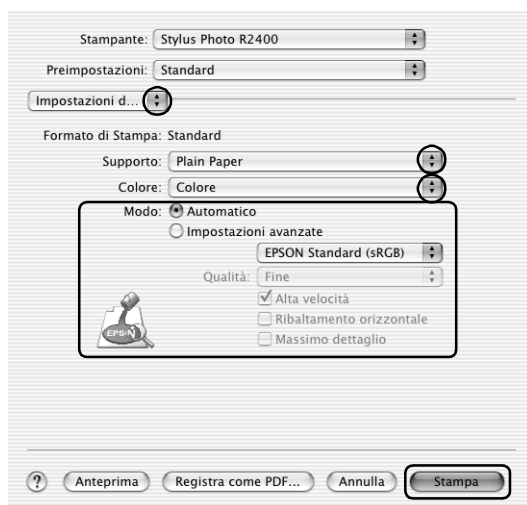 Stampante: Stylus Photo R2400
Preimpostazioni: Standard
Impostazioni d...
Formato di Stampa: Standard
Supporto: Plain Paper
Colore: Colore
Modo: Automatico
Impostazioni avanzate
EPSON Standard (sRGB)
Qualità: Fine
Alta velocità
Ribaltamento orizzontale
Massimo dettaglio
EPSON
? Anteprima Registra come PDF... Annulla Stampa